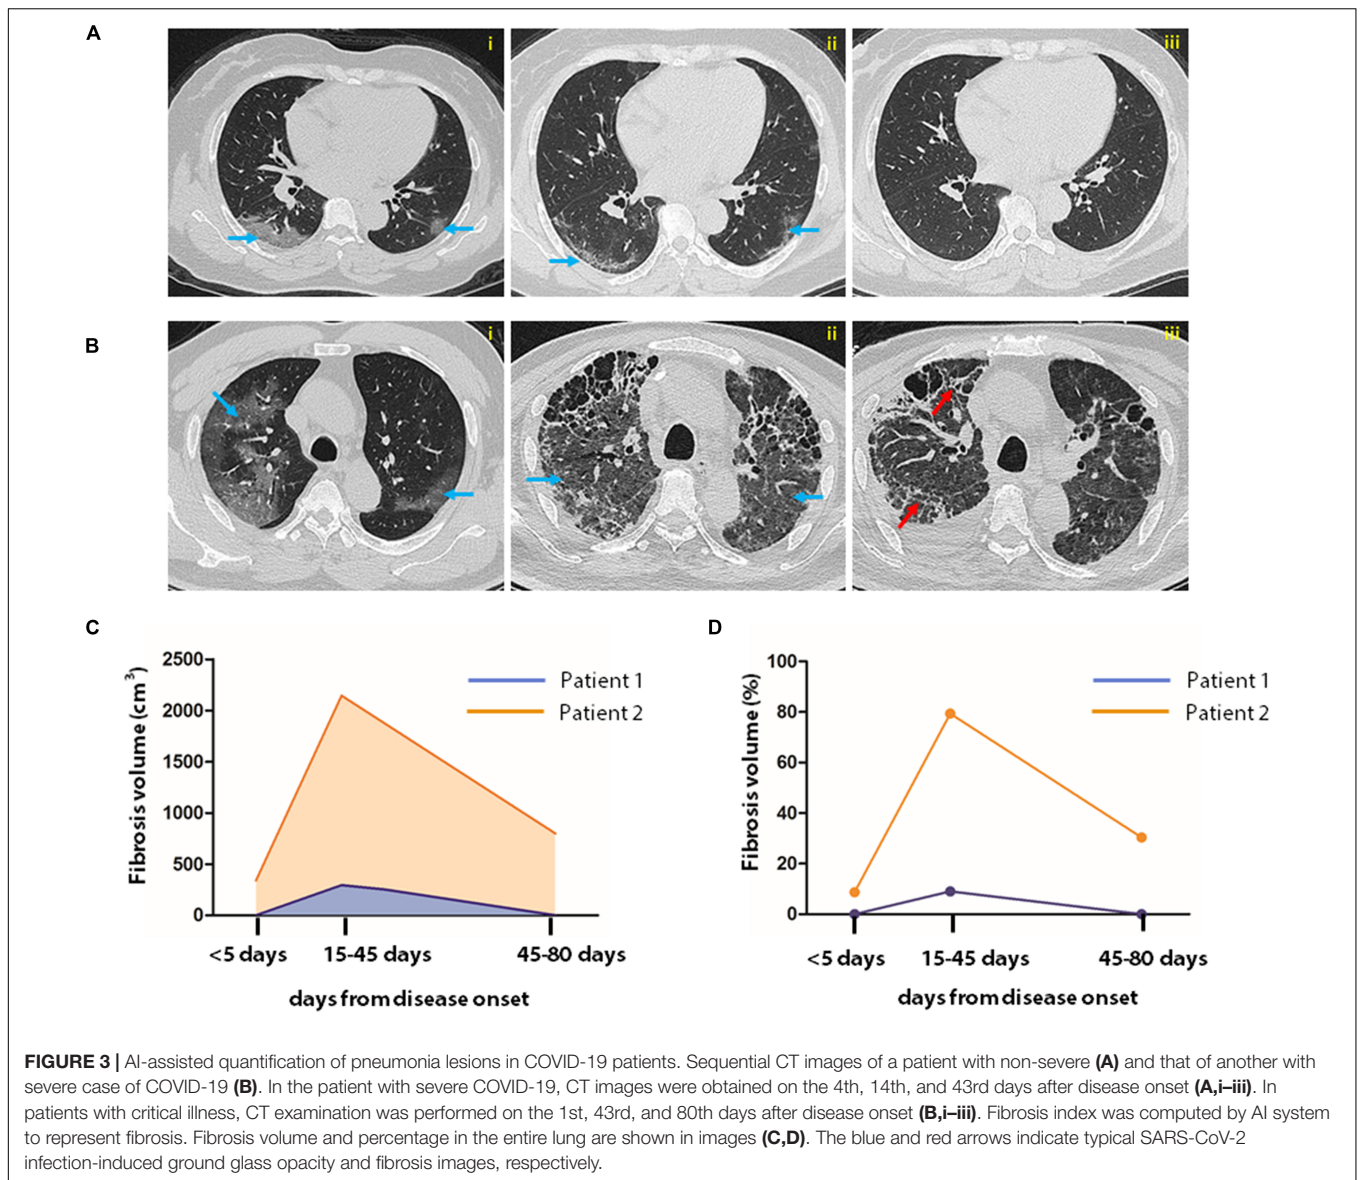 A
i
ii
iii
B
i
ii
iii
C
D
Fibrosis volume (cm³)
2500
2000
1500
1000
500
0
Patient 1
Patient 2
<5 days
15-45 days
45-80 days
days from disease onset
Fibrosis volume (%)
100
80
60
40
20
0
Patient 1
Patient 2
<5 days
15-45 days
45-80 days
days from disease onset
FIGURE 3 | AI-assisted quantification of pneumonia lesions in COVID-19 patients. Sequential CT images of a patient with non-severe (A) and that of another with
severe case of COVID-19 (B). In the patient with severe COVID-19, CT images were obtained on the 4th, 14th, and 43rd days after disease onset (A,i–iii). In
patients with critical illness, CT examination was performed on the 1st, 43rd, and 80th days after disease onset (B,i–iii). Fibrosis index was computed by AI system
to represent fibrosis. Fibrosis volume and percentage in the entire lung are shown in images (C,D). The blue and red arrows indicate typical SARS-CoV-2
infection-induced ground glass opacity and fibrosis images, respectively.